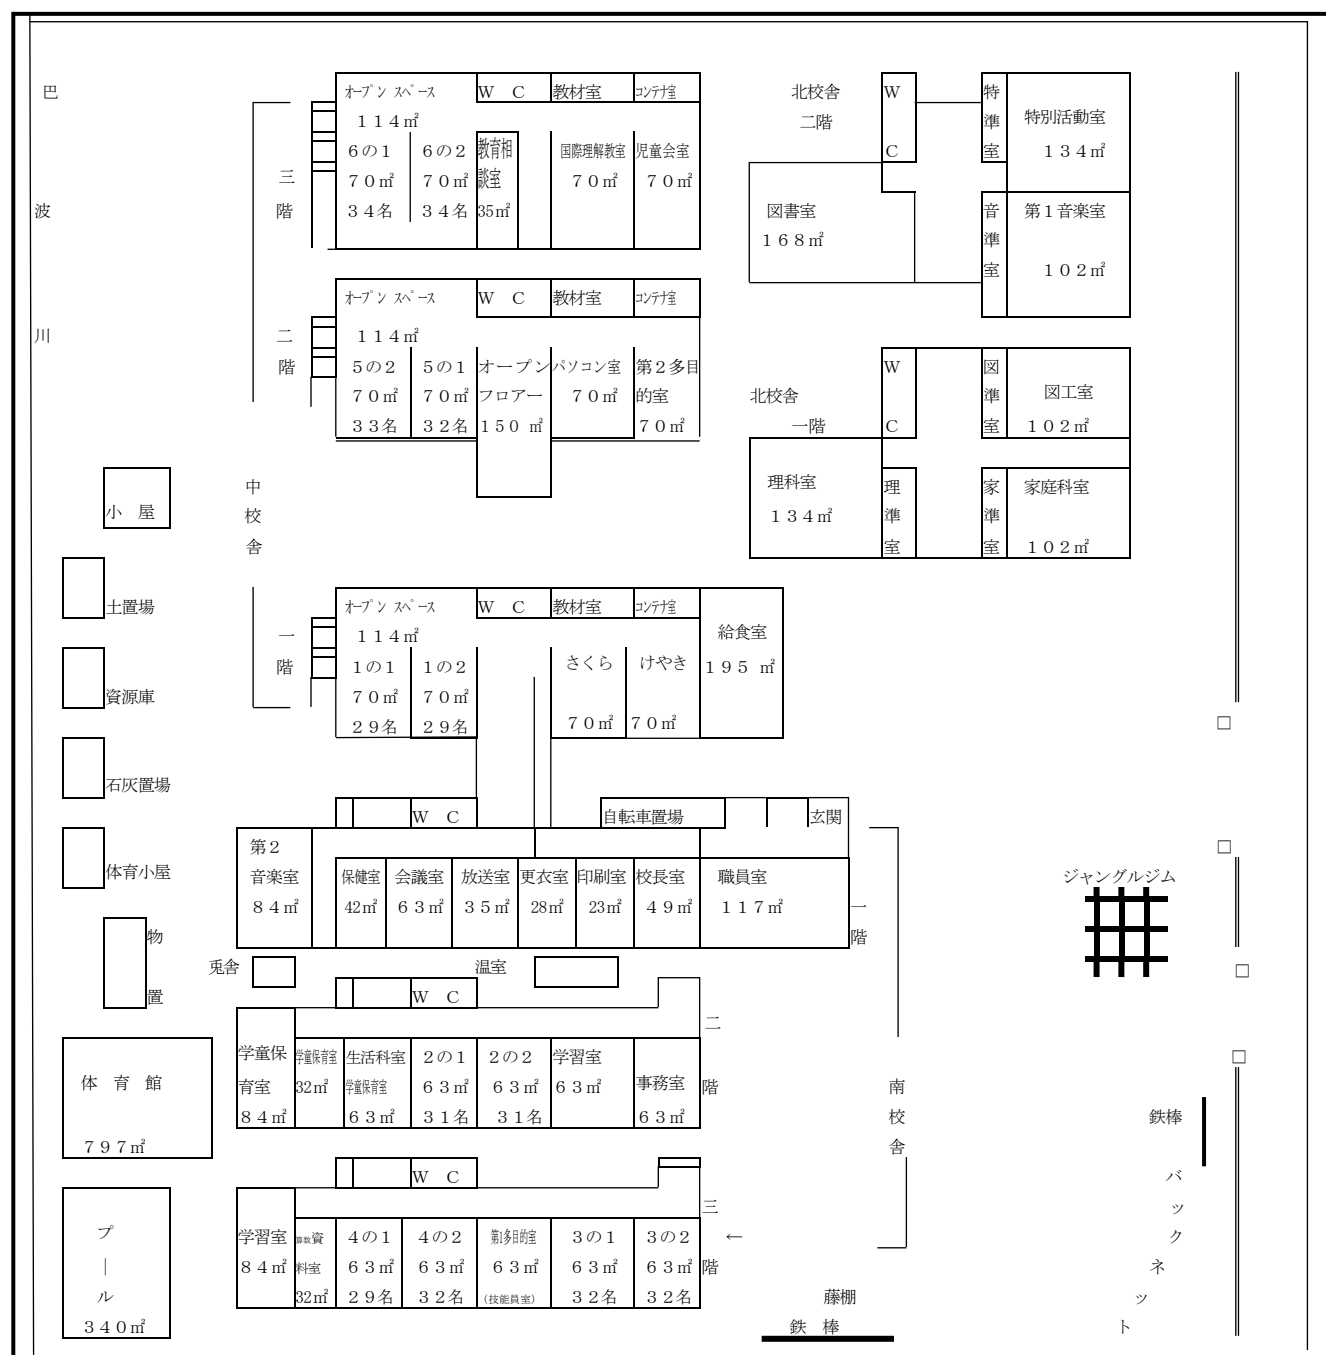 巴
波
川
中
校
舎
三
階
オープン スペース
114㎡
W C
教材室
コンテナ室
6の1
70㎡
34名
6の2
70㎡
34名
教育相
談室
35㎡
国際理解教室
70㎡
児童会室
70㎡
二
階
オープン スペース
114㎡
W C
教材室
コンテナ室
5の2
70㎡
33名
5の1
70㎡
32名
オープン
フロアー
150 ㎡
パソコン室
70㎡
第2多目
的室
70㎡
一
階
オープン スペース
114㎡
W C
教材室
コンテナ室
給食室
195 ㎡
1の1
70㎡
29名
1の2
70㎡
29名
さくら
70㎡
けやき
70㎡
北校舎
二階
W
C
特
準
室
特別活動室
134㎡
図書室
168㎡
音
準
室
第1音楽室
102㎡
北校舎
一階
W
C
図
準
室
図工室
102㎡
理科室
134㎡
理
準
室
家
準
室
家庭科室
102㎡
小 屋
土置場
資源庫
石灰置場
体育小屋
物
置
体 育 館
797㎡
プ
|
ル
340㎡
W C
自転車置場
玄関
第2
音楽室
84㎡
保健室
42㎡
会議室
63㎡
放送室
35㎡
更衣室
28㎡
印刷室
23㎡
校長室
49㎡
職員室
117㎡
一
階
兎舎
温室
W C
二
階
学童保
育室
84㎡
学童保育室
32㎡
生活科室
学童保育室
63㎡
2の1
63㎡
31名
2の2
63㎡
31名
学習室
63㎡
事務室
63㎡
南
校
舎
W C
三
階
←
学習室
84㎡
算数資
料室
32㎡
4の1
63㎡
29名
4の2
63㎡
32名
第1多目的室
63㎡
(技能員室)
3の1
63㎡
32名
3の2
63㎡
32名
藤棚
鉄 棒
ジャングルジム
鉄棒
バ
ッ
ク
ネ
ッ
ト